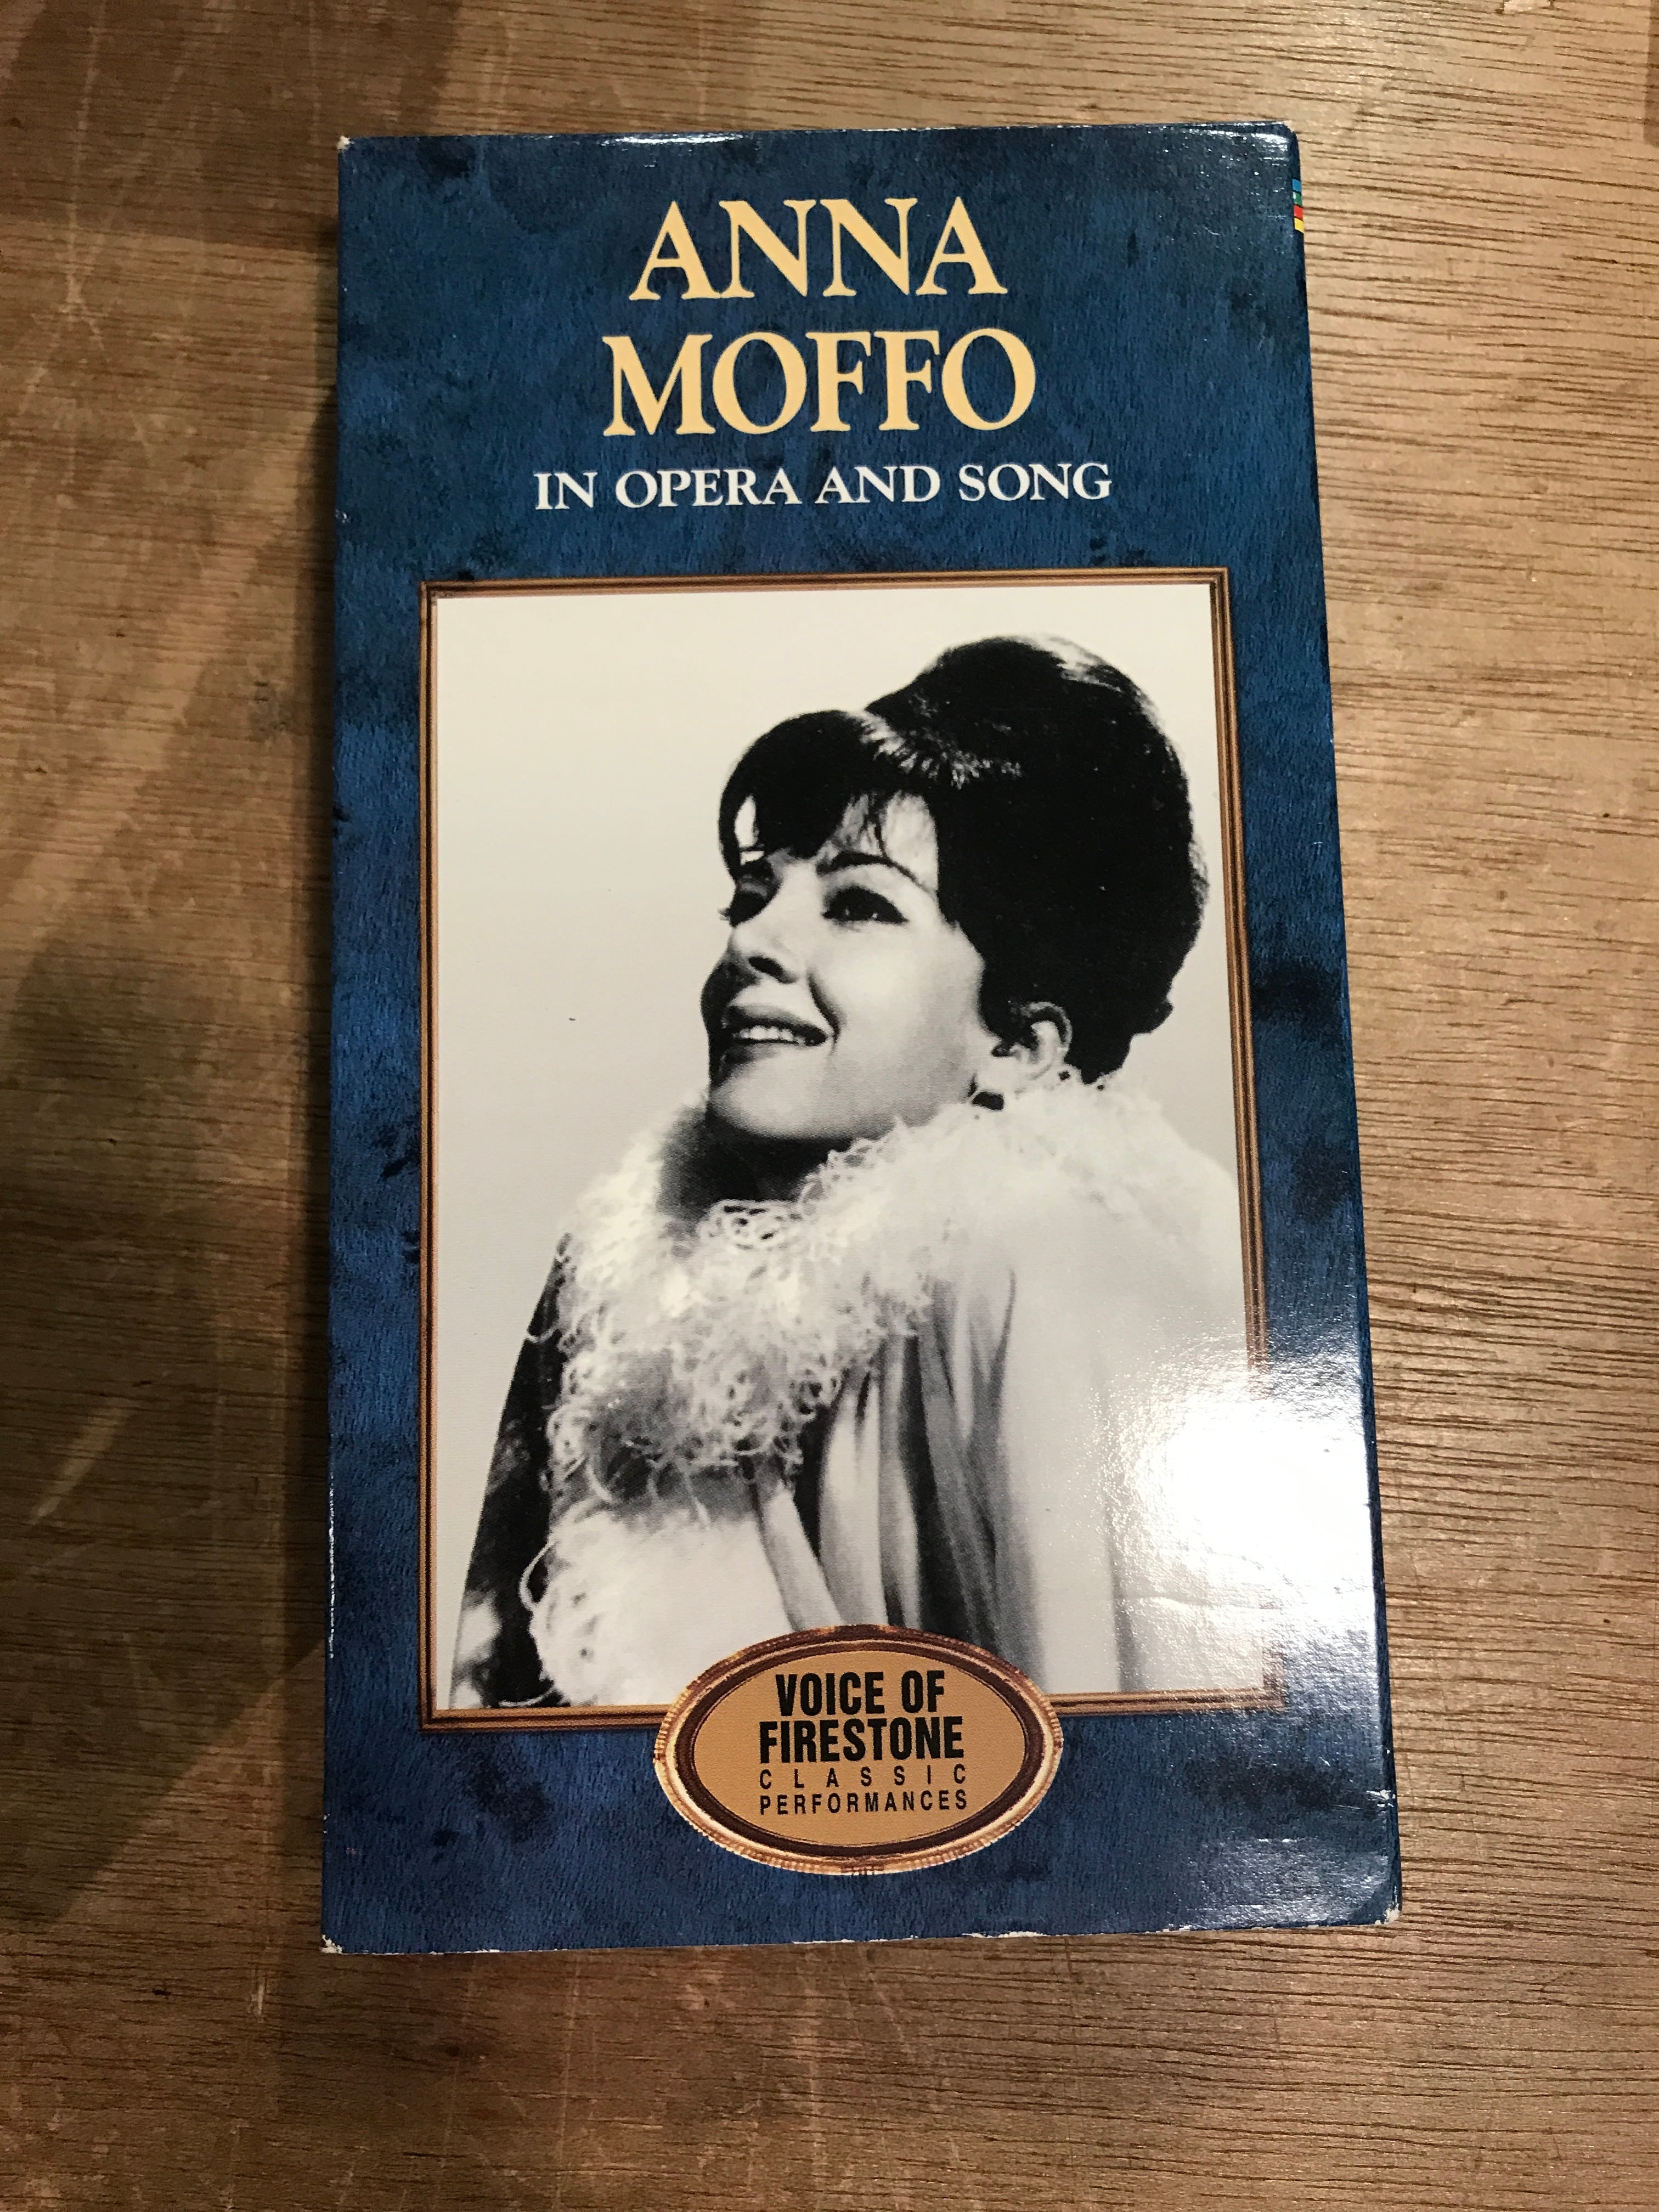 ANNA
MOFFO
IN OPERA AND SONG
VOICE OF
FIRESTONE
CLASSIC
PERFORMANCES